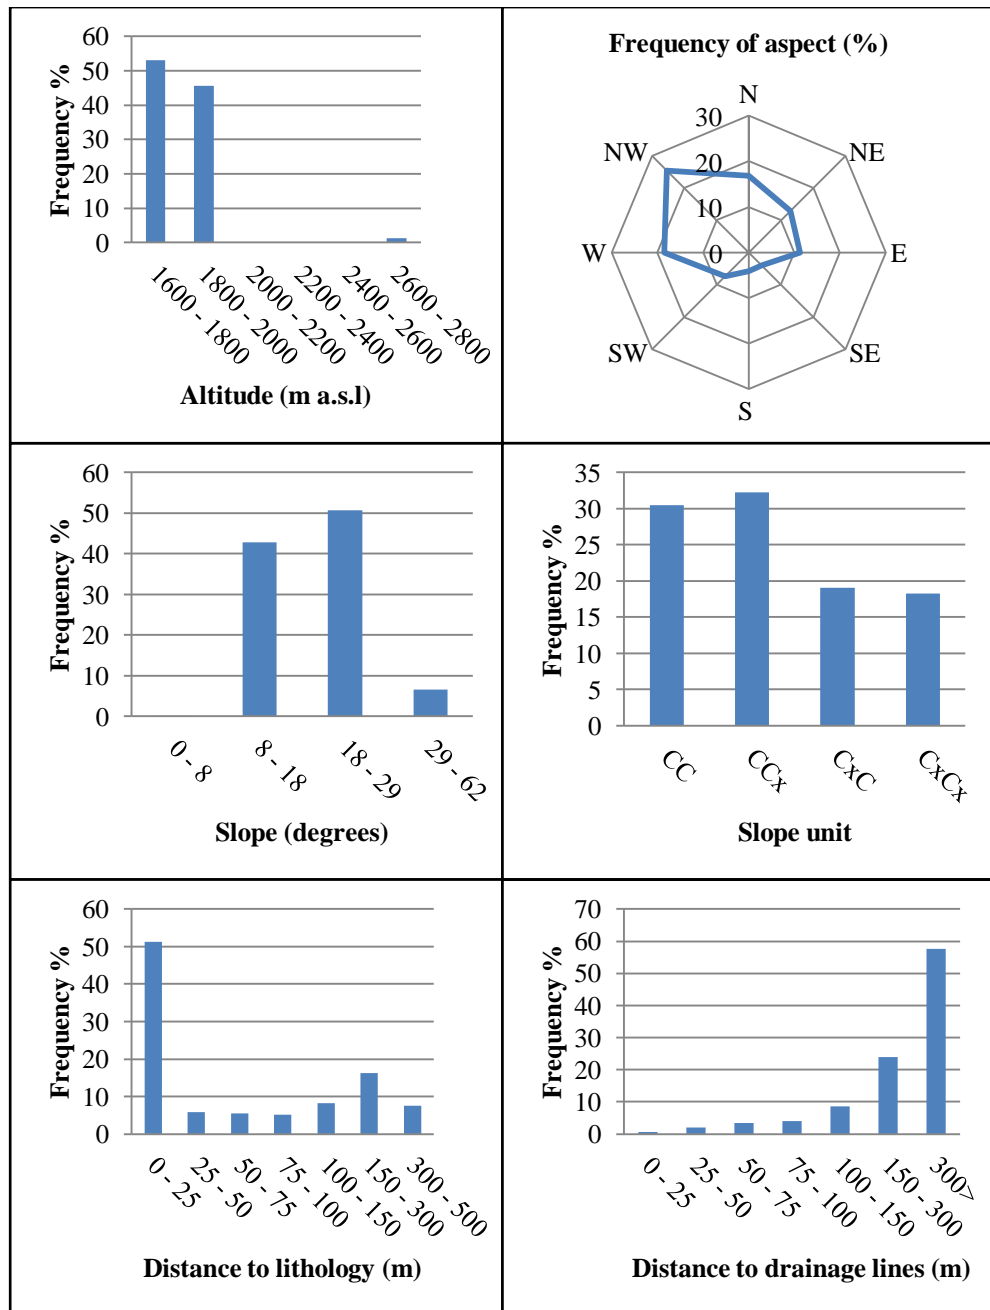 Frequency %
60
50
40
30
20
10
0
1600 - 1800
1800 - 2000
2000 - 2200
2200 - 2400
2400 - 2600
2600 - 2800
Altitude (m a.s.l)
Frequency of aspect (%)
N
NE
E
SE
S
SW
W
NW
30
20
10
0
Frequency %
60
50
40
30
20
10
0
0 - 8
8 - 18
18 - 29
29 - 62
Slope (degrees)
Frequency %
35
30
25
20
15
10
5
0
CC
CCx
CxC
CxCx
Slope unit
Frequency %
60
50
40
30
20
10
0
0 - 25
25 - 50
50 - 75
75 - 100
100 - 150
150 - 300
300 - 500
Distance to lithology (m)
Frequency %
70
60
50
40
30
20
10
0
0 - 25
25 - 50
50 - 75
75 - 100
100 - 150
150 - 300
300>
Distance to drainage lines (m)